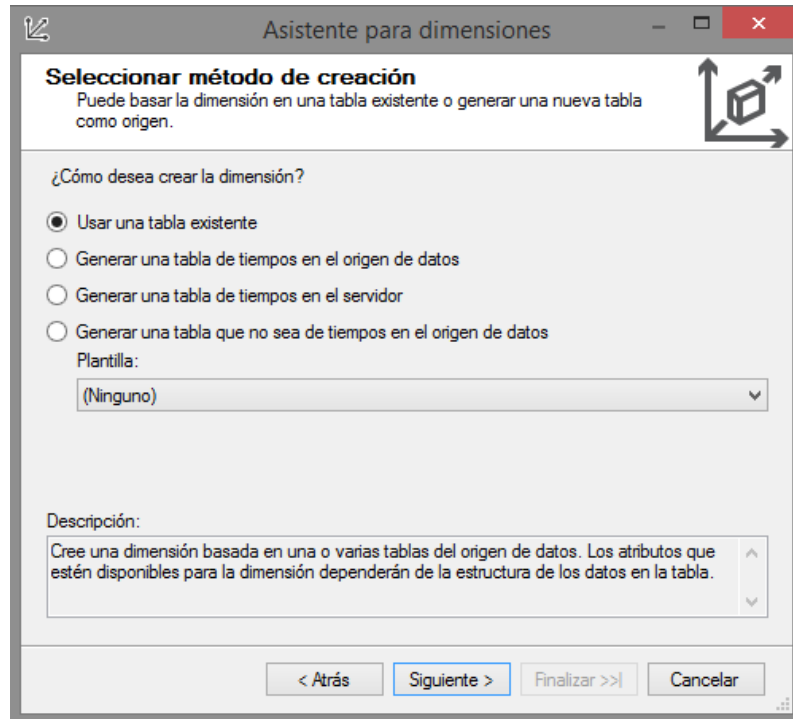 Asistente para dimensiones
Seleccionar método de creación
Puede basar la dimensión en una tabla existente o generar una nueva tabla
como origen.
¿Cómo desea crear la dimensión?
Usar una tabla existente
Generar una tabla de tiempos en el origen de datos
Generar una tabla de tiempos en el servidor
Generar una tabla que no sea de tiempos en el origen de datos
Plantilla:
(Ninguno)
Descripción:
Cree una dimensión basada en una o varias tablas del origen de datos. Los atributos que
estén disponibles para la dimensión dependerán de la estructura de los datos en la tabla.
< Atrás
Siguiente >
Finalizar >>|
Cancelar